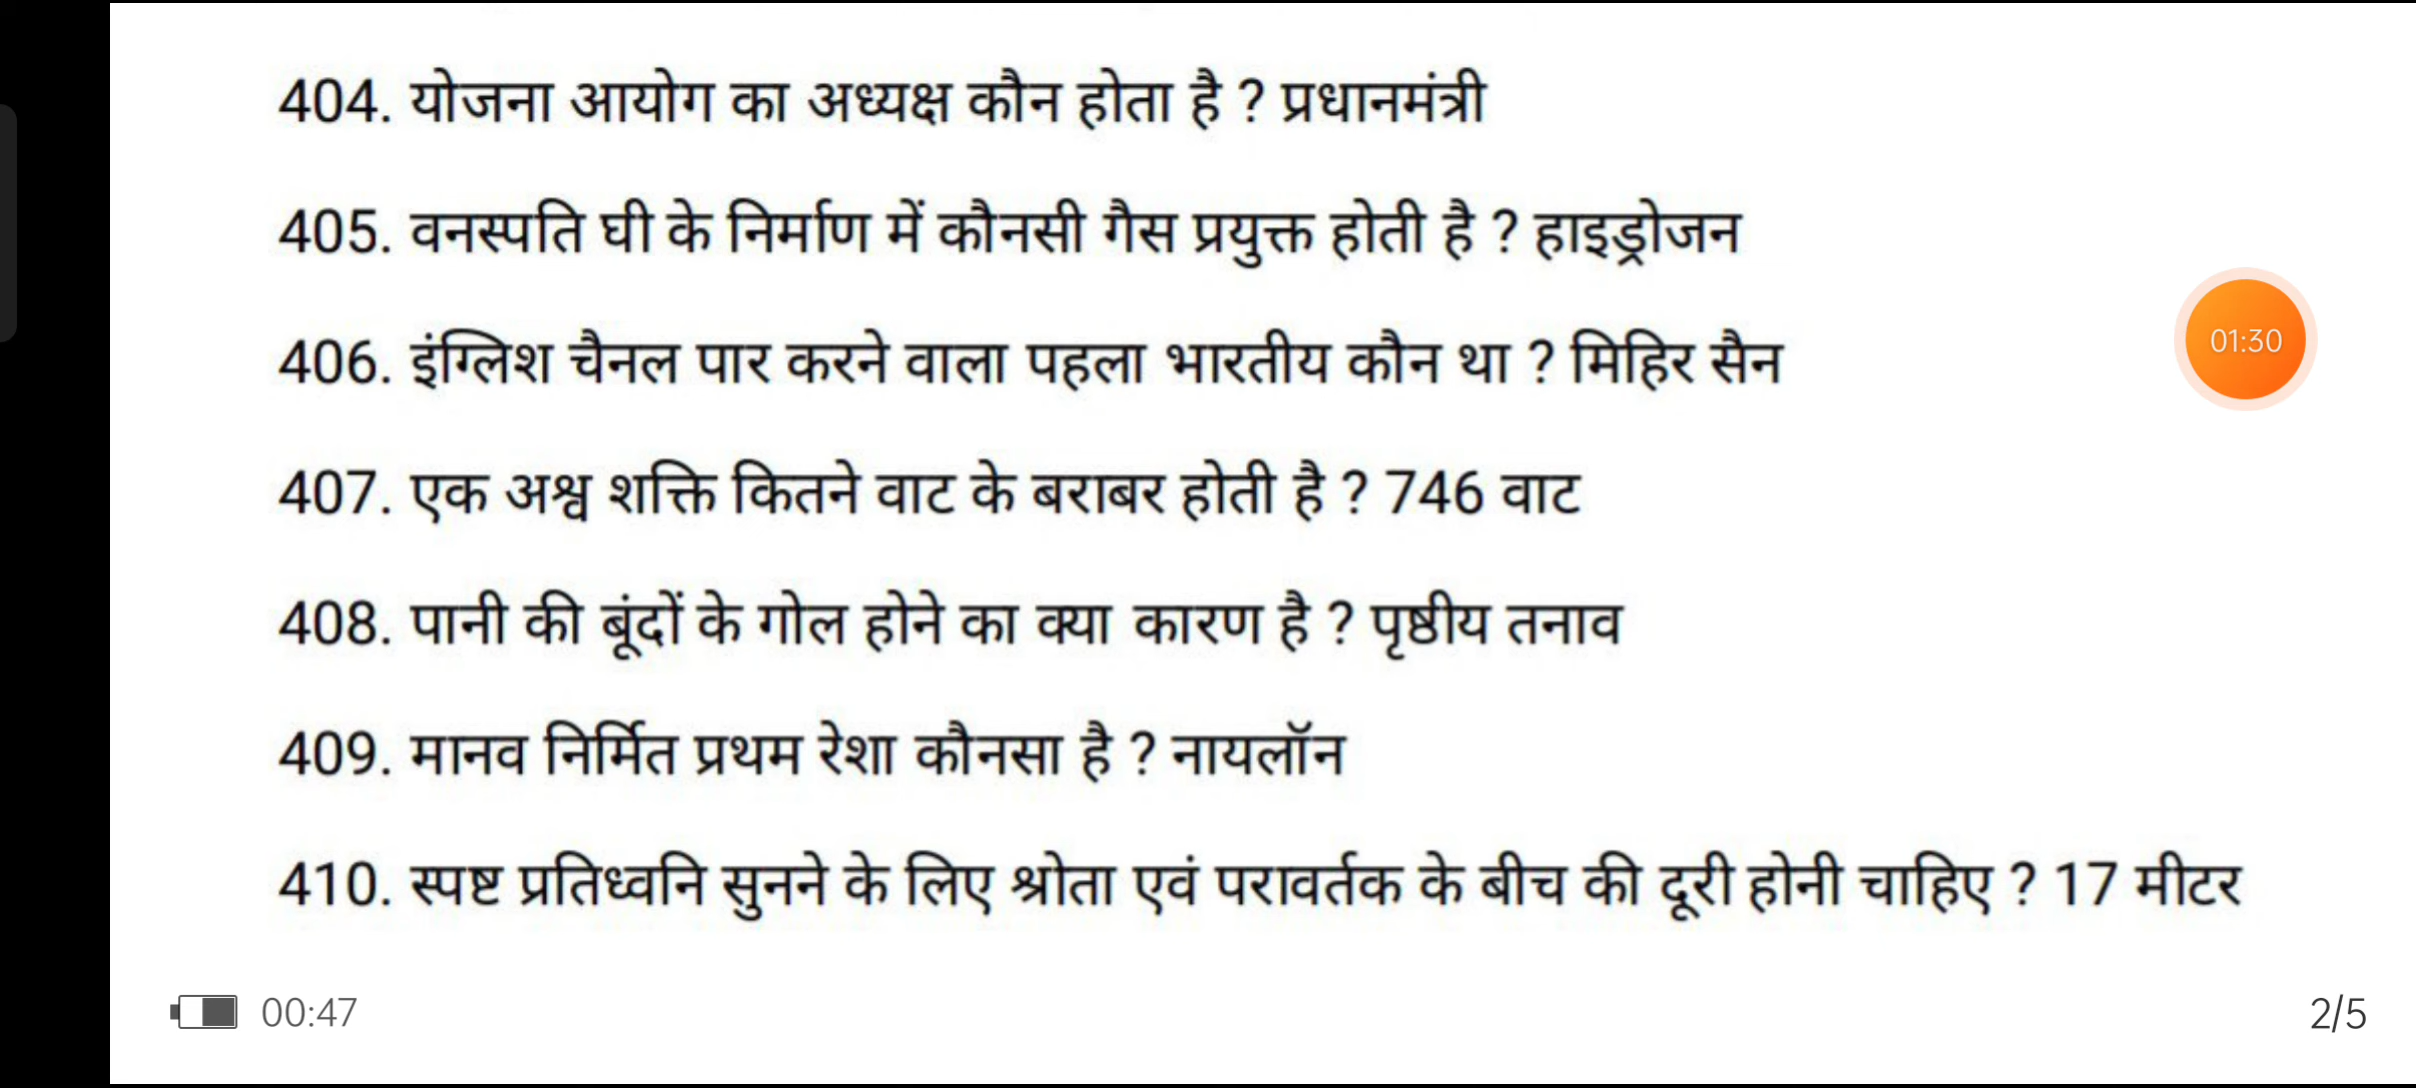 404. योजना आयोग का अध्यक्ष कौन होता है ? प्रधानमंत्री
405. वनस्पति घी के निर्माण में कौनसी गैस प्रयुक्त होती है ? हाइड्रोजन
406. इंग्लिश चैनल पार करने वाला पहला भारतीय कौन था ? मिहिर सैन
01:30
407. एक अश्व शक्ति कितने वाट के बराबर होती है ? 746 वाट
408. पानी की बूंदों के गोल होने का क्या कारण है ? पृष्ठीय तनाव
409. मानव निर्मित प्रथम रेशा कौनसा है ? नायलॉन
410. स्पष्ट प्रतिध्वनि सुनने के लिए श्रोता एवं परावर्तक के बीच की दूरी होनी चाहिए ? 17 मीटर
00:47
2/5